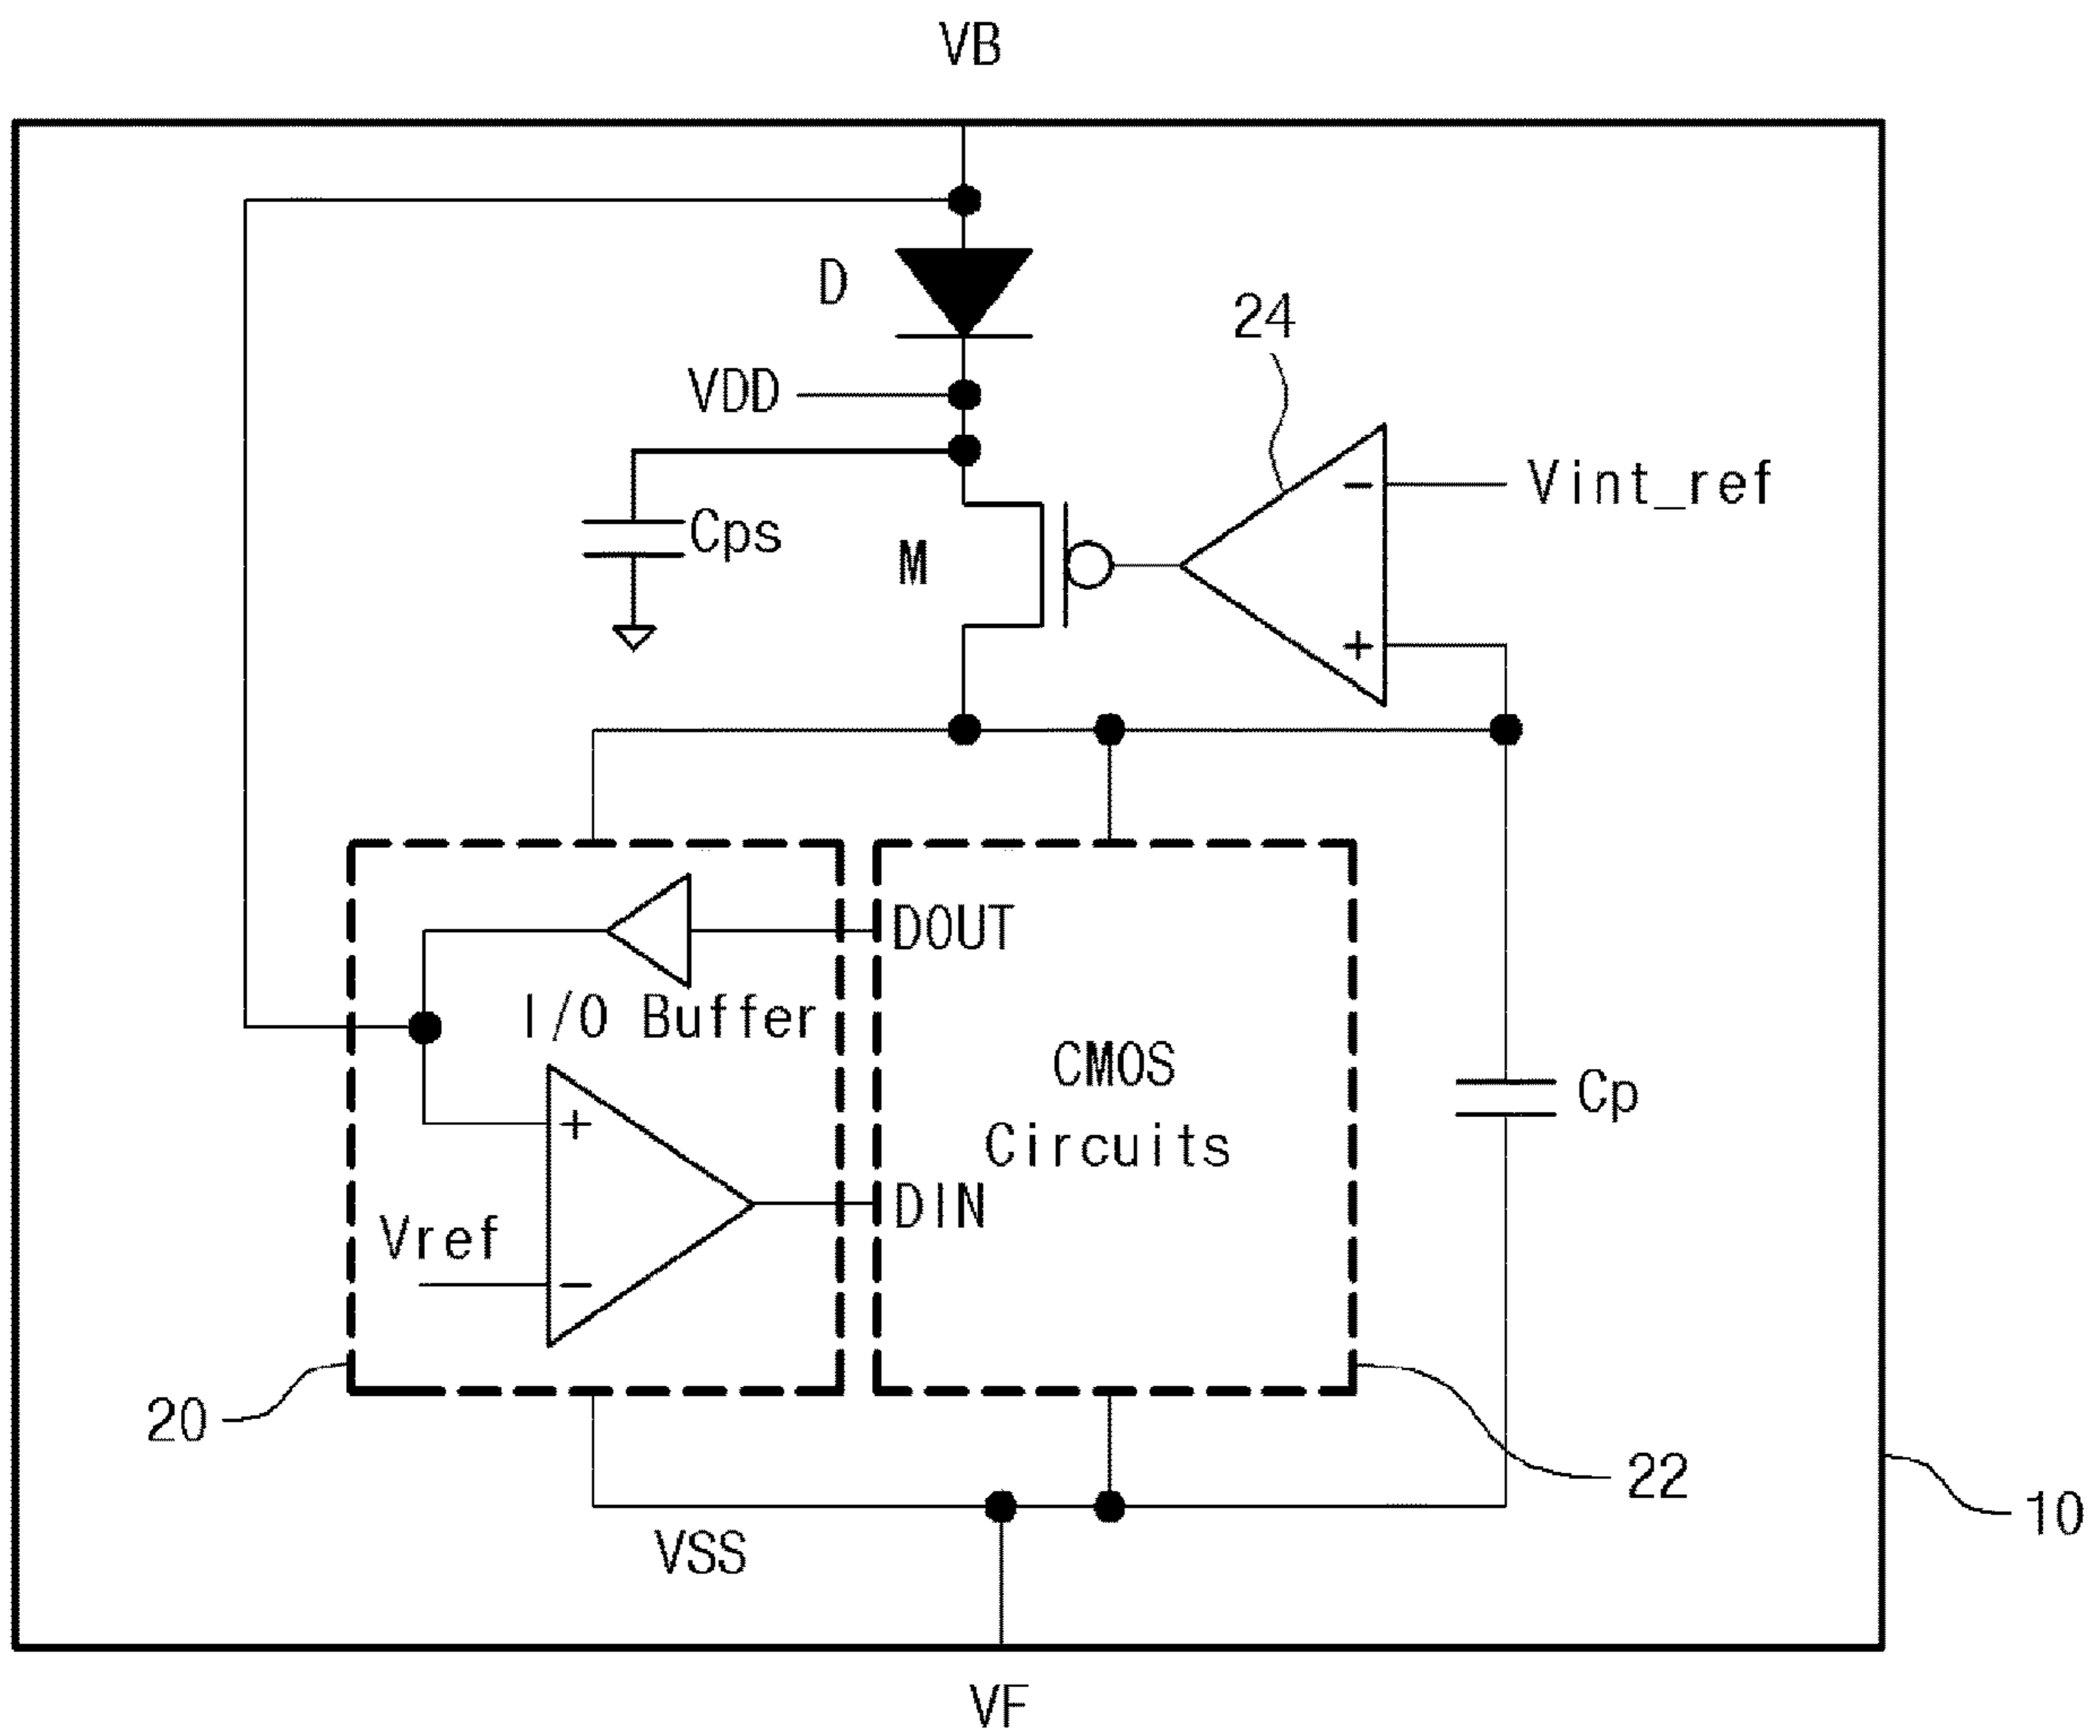 VB
D
24
VDD
Vint_ref
-
Cps
M
+
DOUT
I/O Buffer
CMOS
Circuits
Cp
+
DIN
Vref
-
20
22
10
VSS
VF